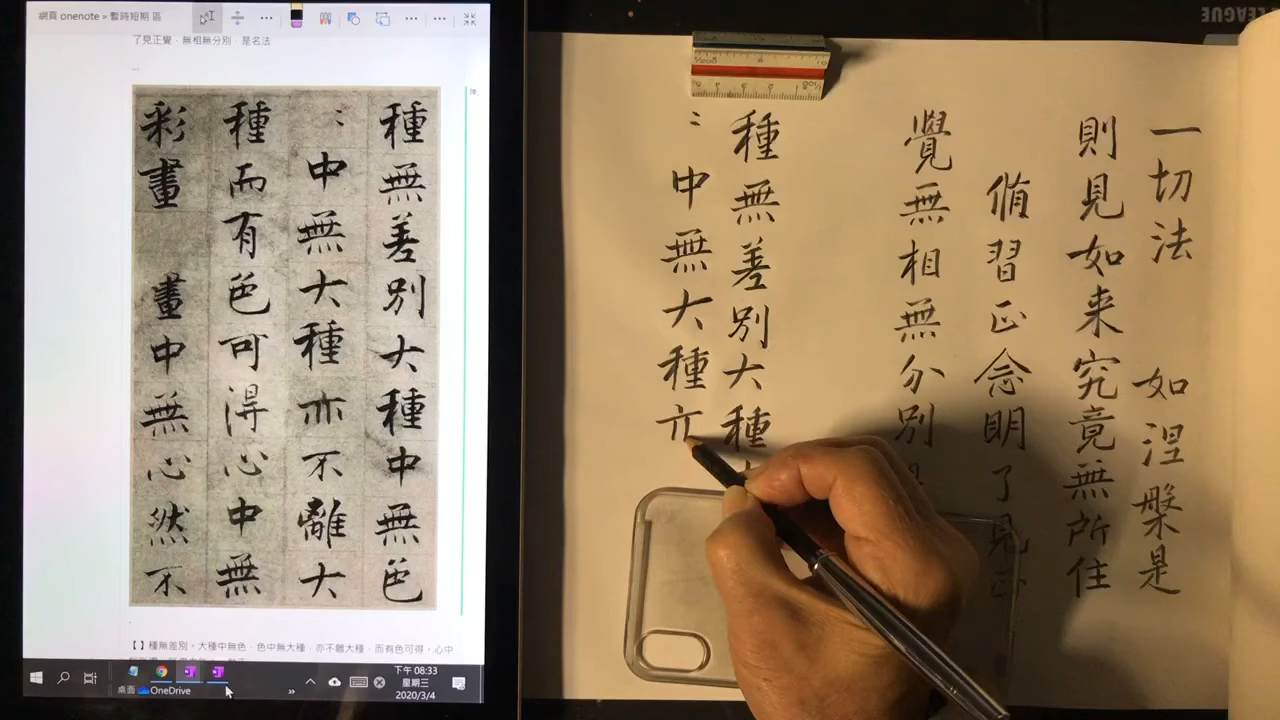 網頁 onenote » 暫時短期 區
了見正覺．無相無分別，是名法
種無差別大種中無色
：中無大種亦不離大
種而有色可得心中無
彩畫 畫中無心然不
【】種無差別。大種中無色．色中無大種．亦不離大種．而有色可得。心中
下午 08:33
星期三
2020/3/4
桌面 OneDrive
LEAGUE
一切法 如涅槃是
則見如来究竟無所住
脩習正念明了見正
覺無相無分別
種無差別大種
：中無大種亦